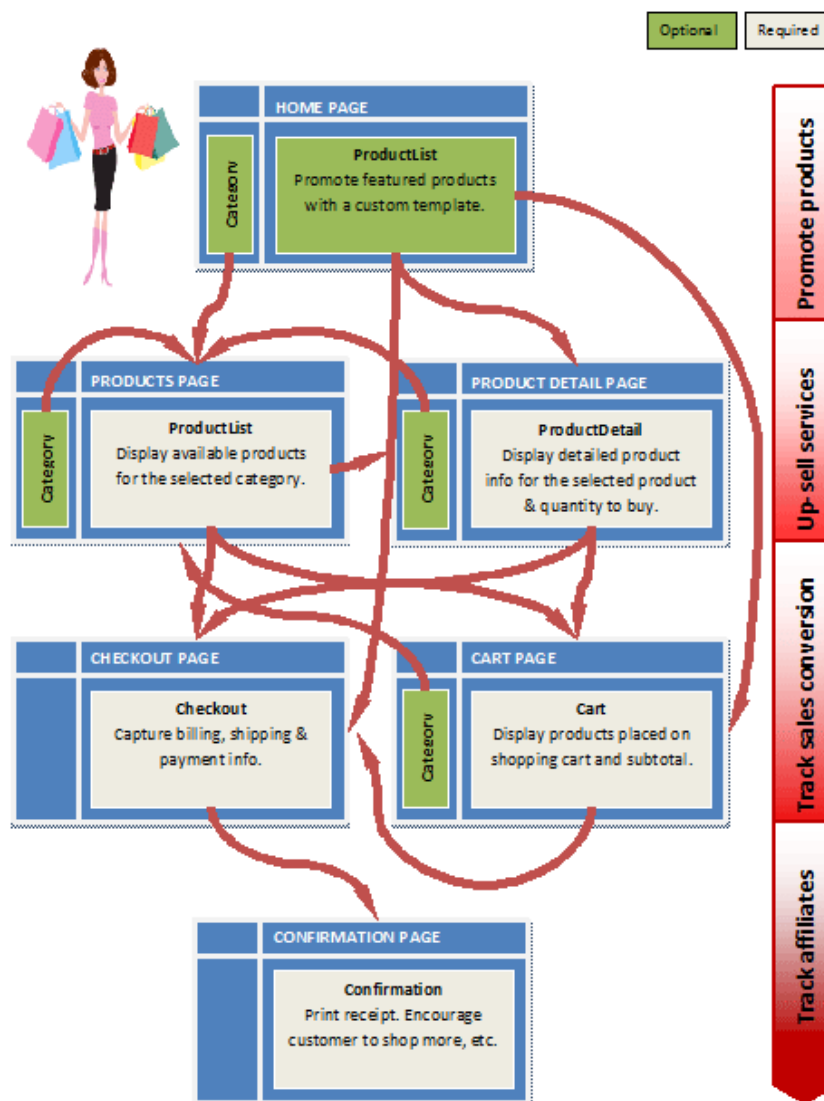 Optional
Required
HOME PAGE
Category
ProductList
Promote featured products
with a custom template.
PRODUCTS PAGE
Category
ProductList
Display available products
for the selected category.
PRODUCT DETAIL PAGE
Category
ProductDetail
Display detailed product
info for the selected product
& quantity to buy.
CHECKOUT PAGE
Checkout
Capture billing, shipping &
payment info.
CART PAGE
Category
Cart
Display products placed on
shopping cart and subtotal.
CONFIRMATION PAGE
Confirmation
Print receipt. Encourage
customer to shop more, etc.
Promote products
Up-sell services
Track sales conversion
Track affiliates